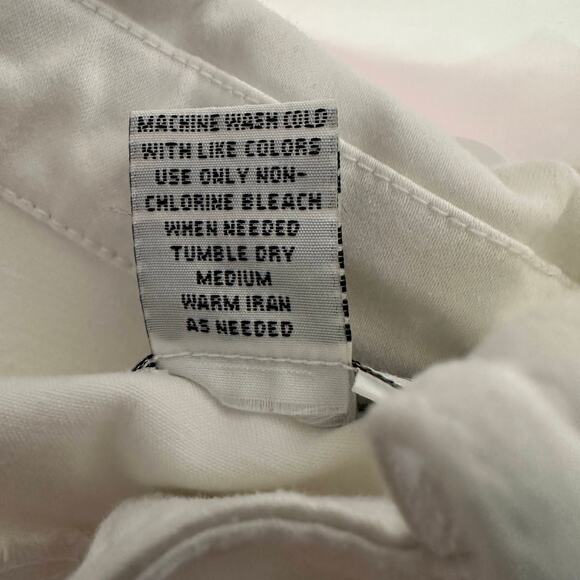 MACHINE WASH COLD
WITH LIKE COLORS
USE ONLY NON-
CHLORINE BLEACH
WHEN NEEDED
TUMBLE DRY
MEDIUM
WARM IRAN
AS NEEDED